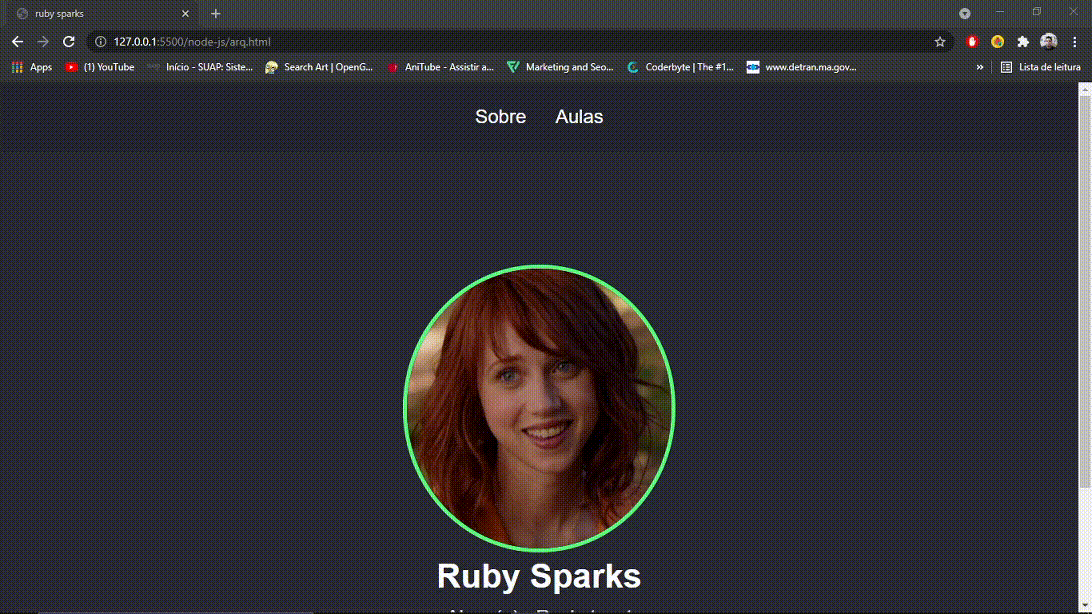 ruby sparks
127.0.0.1:5500/node-js/arq.html
Apps (1) YouTube Início - SUAP: Siste... Search Art | OpenG... AniTube - Assistir a... Marketing and Seo... Coderbyte | The #1... www.detran.ma.gov... » Lista de leitura
Sobre Aulas
Ruby Sparks